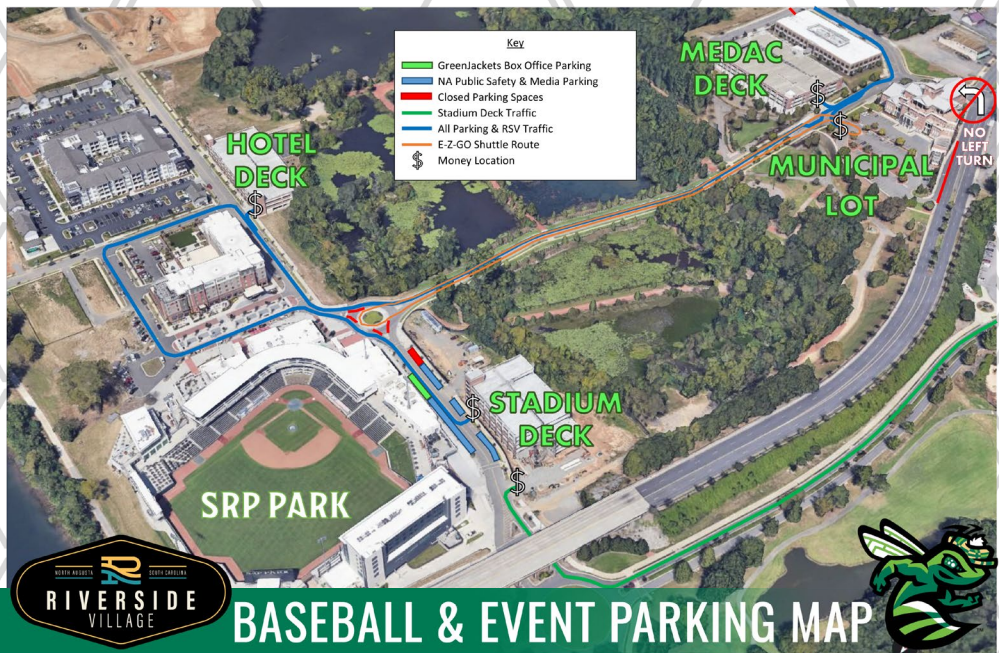 Key
GreenJackets Box Office Parking
NA Public Safety & Media Parking
Closed Parking Spaces
Stadium Deck Traffic
All Parking & RSV Traffic
E-Z-GO Shuttle Route
$ Money Location
MEDAC
DECK
$
$
NO
LEFT
TURN
HOTEL
DECK
$
MUNICIPAL
LOT
$
STADIUM
DECK
$
SRP PARK
SRP PARK
NORTH AUGUSTA SOUTH CAROLINA
RIVERSIDE
VILLAGE
BASEBALL & EVENT PARKING MAP